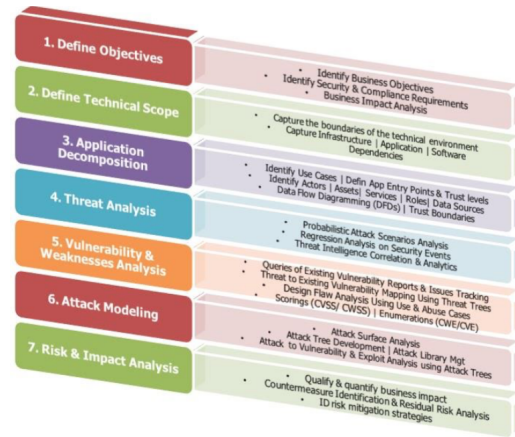 1. Define Objectives
• Identify Business Objectives
• Identify Security & Compliance Requirements
• Business Impact Analysis
2. Define Technical Scope
• Capture the boundaries of the technical environment
• Capture Infrastructure | Application | Software
Dependencies
3. Application
Decomposition
• Identify Use Cases | Defin App Entry Points & Trust levels
• Identify Actors | Assets| Services | Roles| Data Sources
• Data Flow Diagramming (DFDs) | Trust Boundaries
4. Threat Analysis
• Probabilistic Attack Scenarios Analysis
• Regression Analysis on Security Events
• Threat Intelligence Correlation & Analytics
5. Vulnerability &
Weaknesses Analysis
• Queries of Existing Vulnerability Reports & Issues Tracking
• Threat to Existing Vulnerability Mapping Using Threat Trees
• Design Flaw Analysis Using Use & Abuse Cases
• Scorings (CVSS/ CWSS) | Enumerations (CWE/CVE)
6. Attack Modeling
• Attack Surface Analysis
• Attack Tree Development | Attack Library Mgt
• Attack to Vulnerability & Exploit Analysis using Attack Trees
7. Risk & Impact Analysis
• Qualify & quantify business impact
• Countermeasure Identification & Residual Risk Analysis
• ID risk mitigation strategies